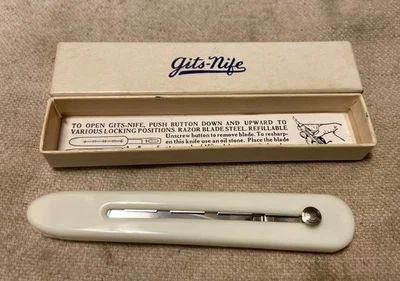 gits-Nife
TO OPEN GITS-NIFE, PUSH BUTTON DOWN AND UPWARD TO
VARIOUS LOCKING POSITIONS. RAZOR BLADE STEEL. REFILLABLE
Unscrew button to remove blade. To resharp-
en this knife use an oil stone. Place the blade